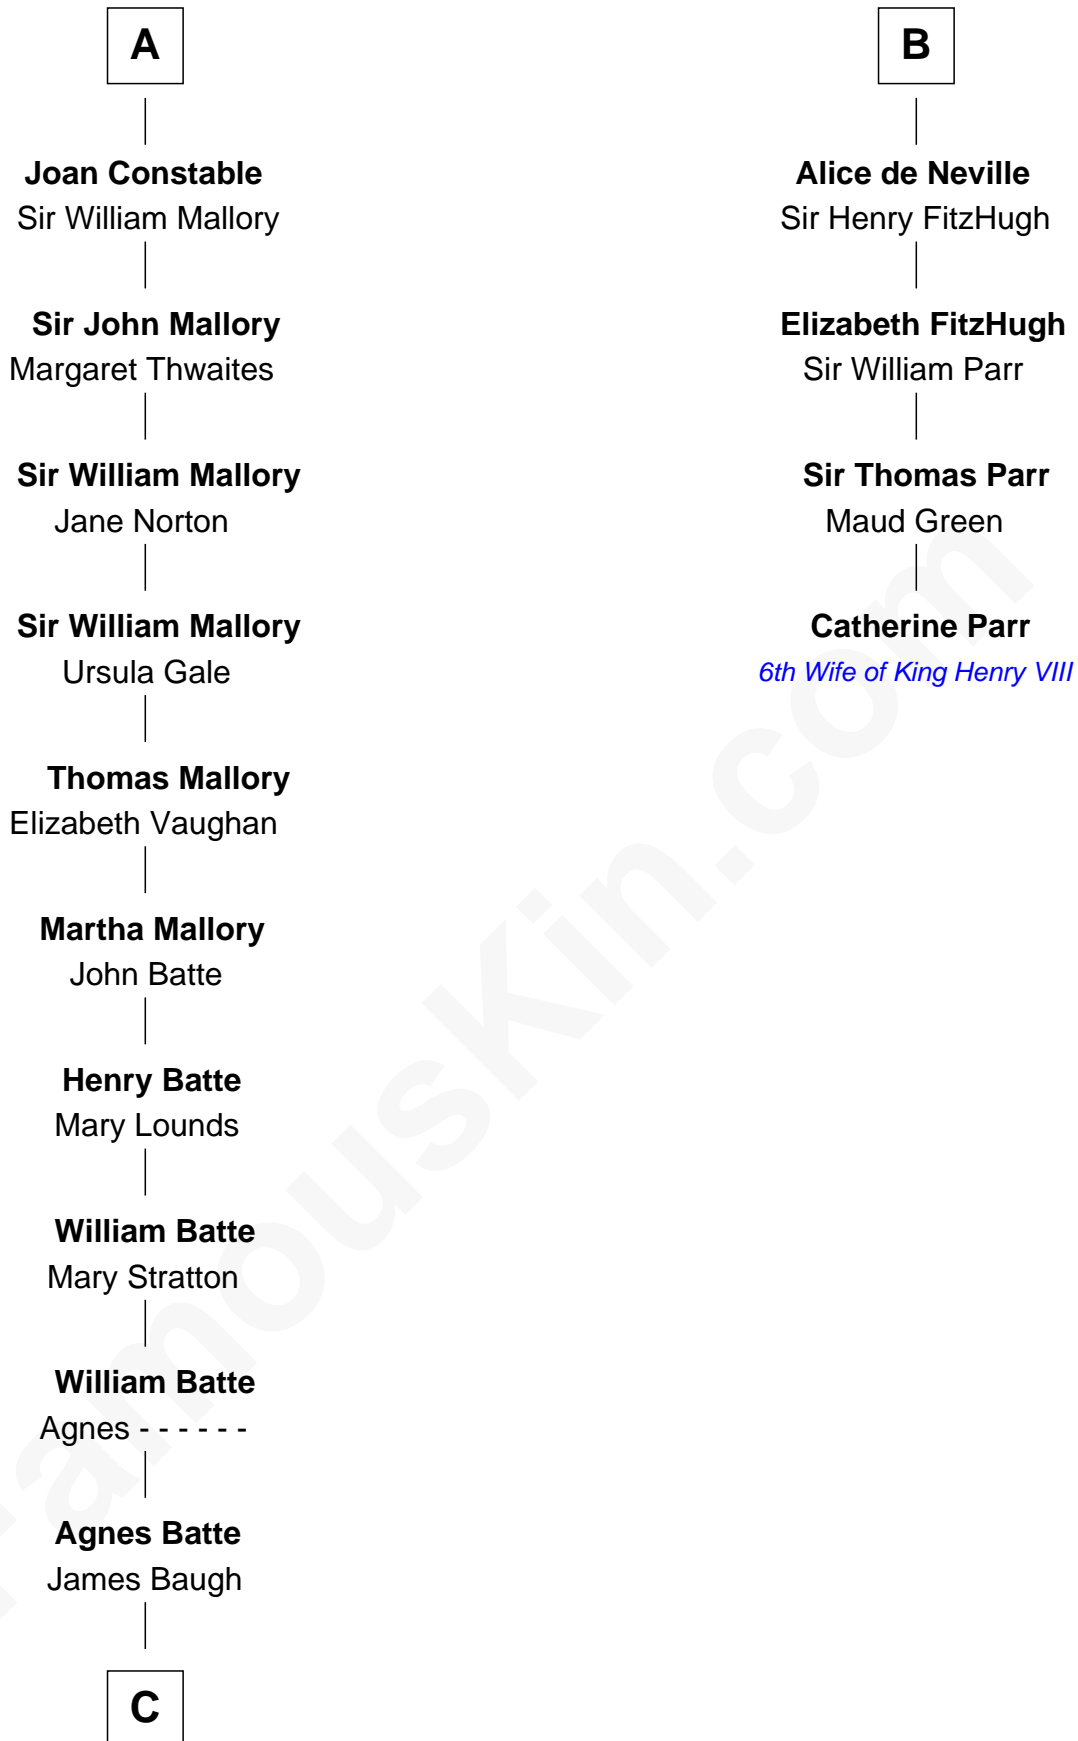 A
Joan Constable
Sir William Mallory
Sir John Mallory
Margaret Thwaites
Sir William Mallory
Jane Norton
Sir William Mallory
Ursula Gale
Thomas Mallory
Elizabeth Vaughan
Martha Mallory
John Batte
Henry Batte
Mary Lounds
William Batte
Mary Stratton
William Batte
Agnes - - - - - -
Agnes Batte
James Baugh
C
B
Alice de Neville
Sir Henry FitzHugh
Elizabeth FitzHugh
Sir William Parr
Sir Thomas Parr
Maud Green
Catherine Parr
6th Wife of King Henry VIII
FamousKin.com